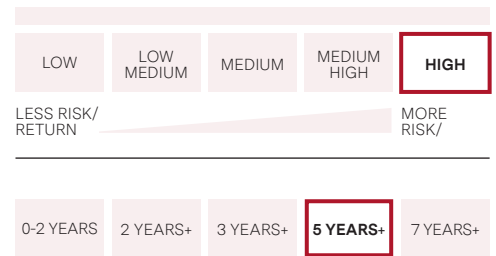 LOW
LOW
MEDIUM
MEDIUM
MEDIUM
HIGH
HIGH
LESS RISK/
RETURN
MORE
RISK/
0-2 YEARS
2 YEARS+
3 YEARS+
5 YEARS+
7 YEARS+